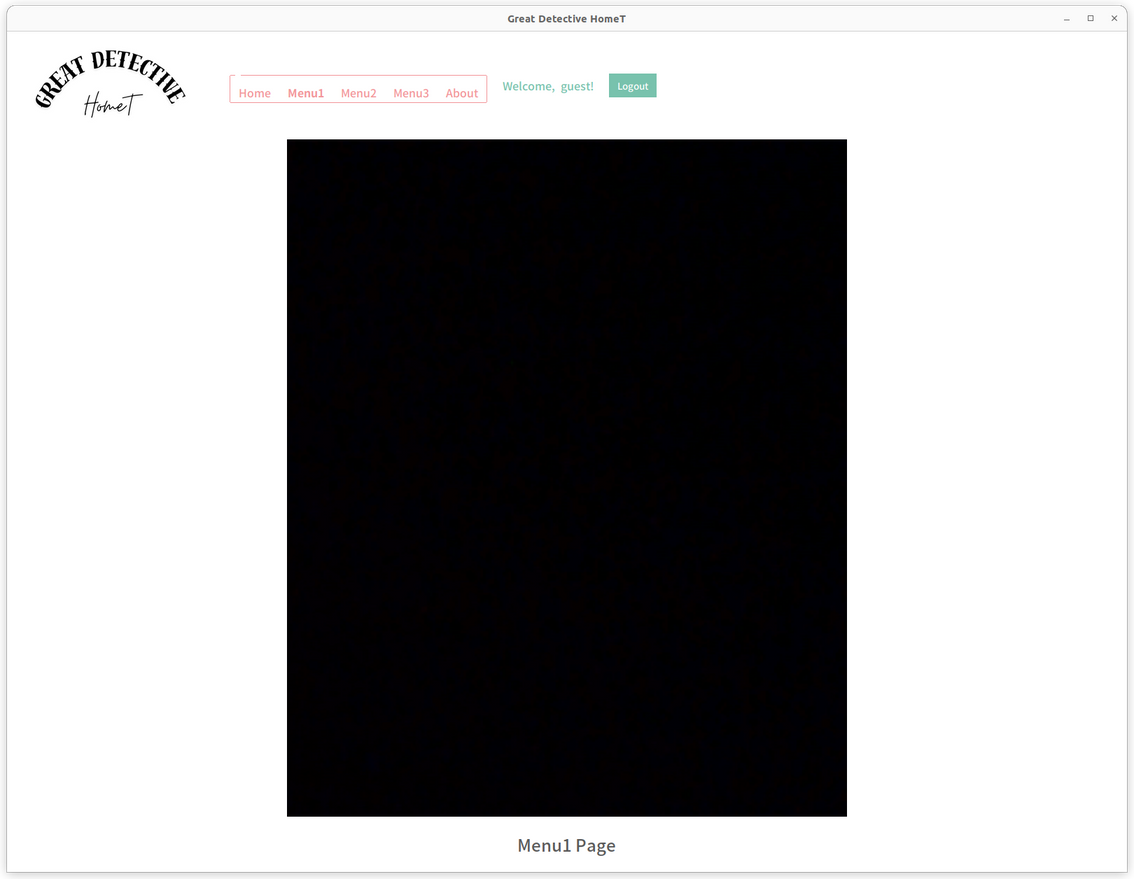 Great Detective HomeT
GREAT DETECTIVE
HomeT
Home Menu1 Menu2 Menu3 About
Welcome, guest!
Logout
Menu1 Page